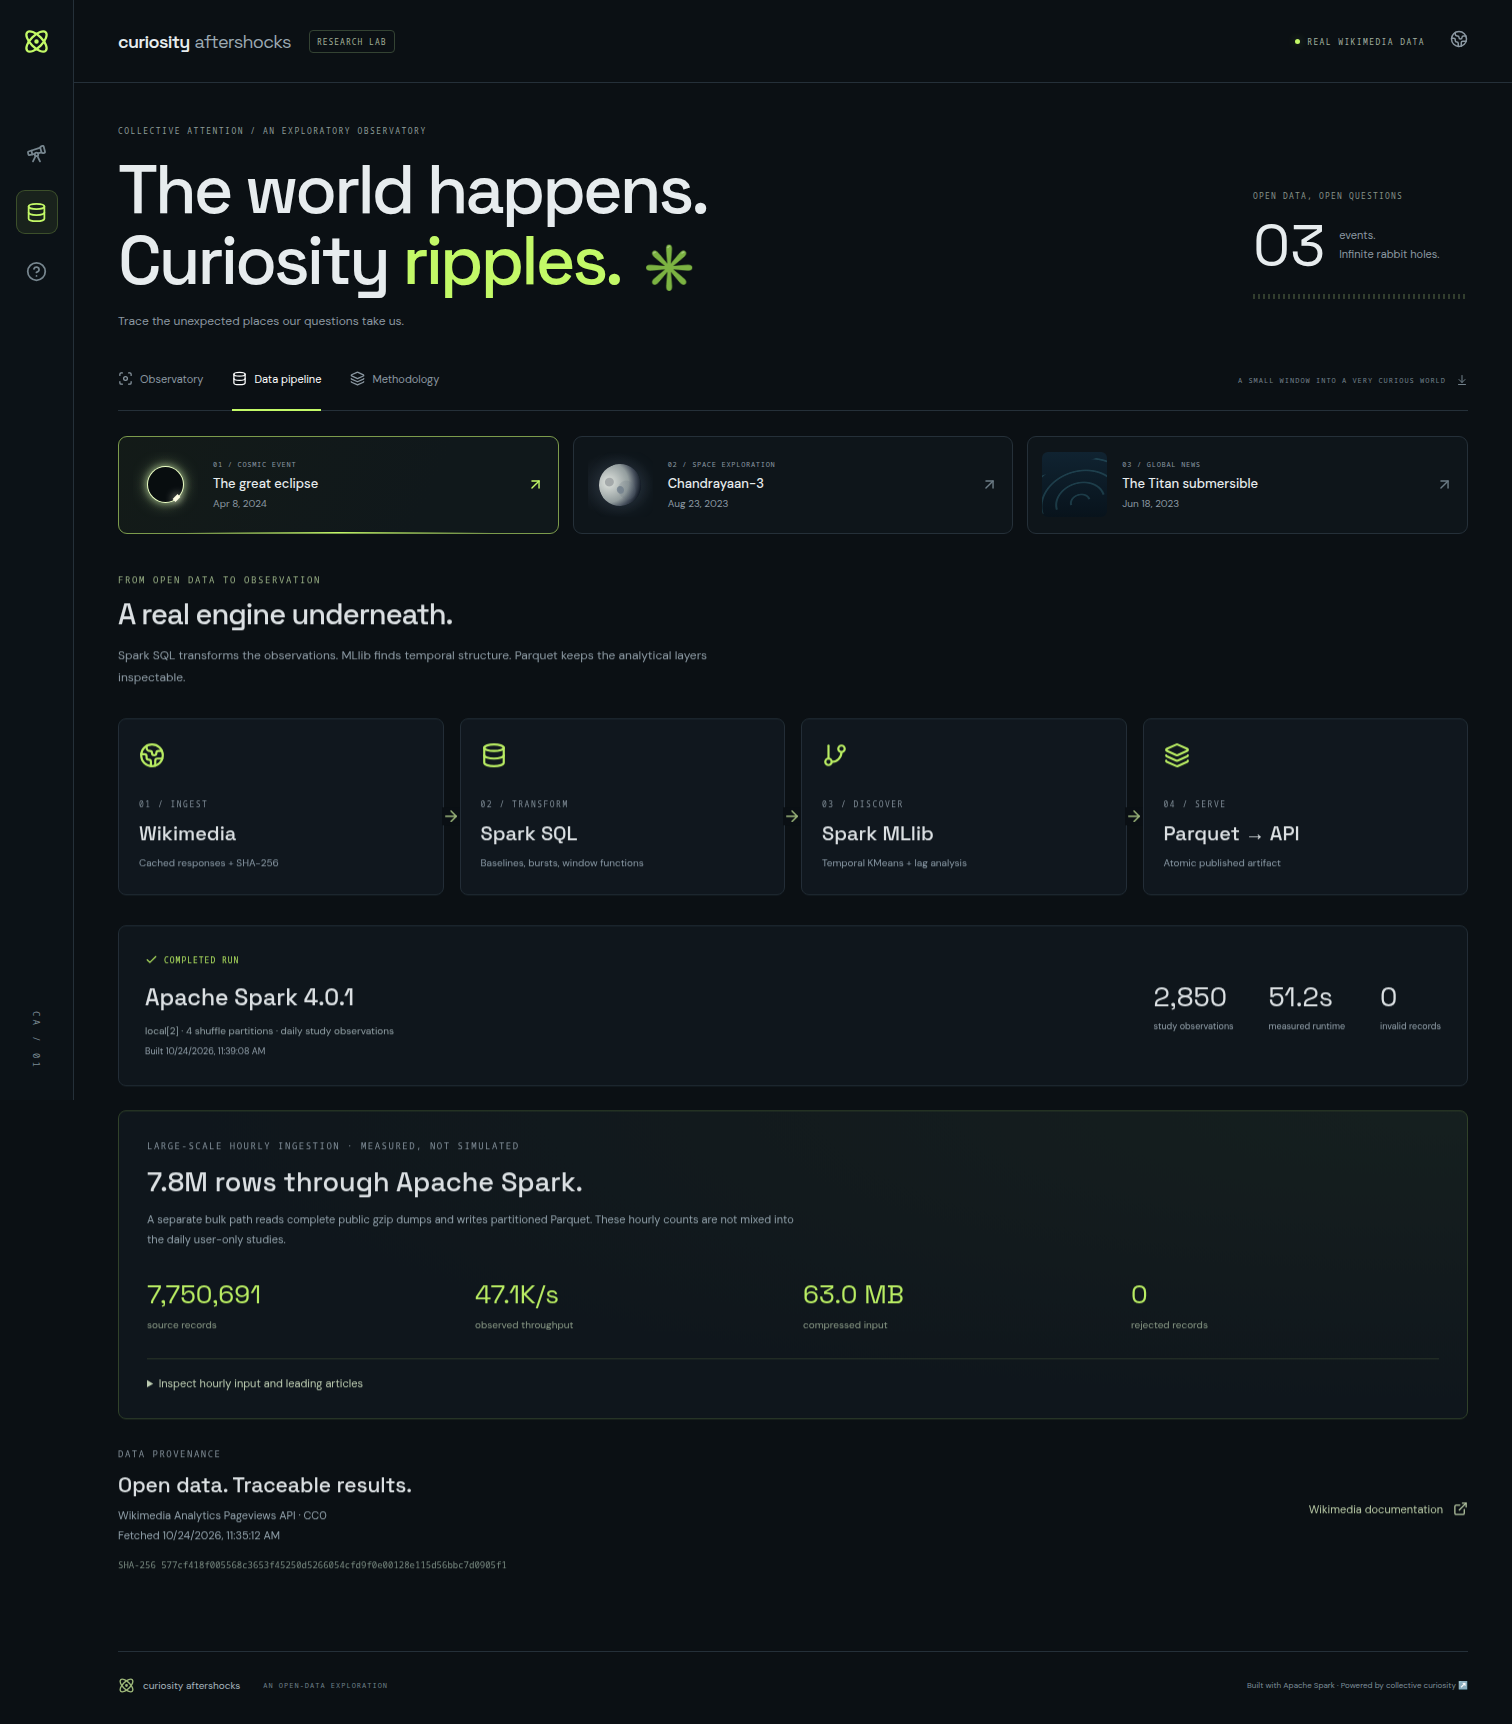 curiosity aftershocks
RESEARCH LAB
REAL WIKIMEDIA DATA
COLLECTIVE ATTENTION / AN EXPLORATORY OBSERVATORY
The world happens.
Curiosity ripples.
Trace the unexpected places our questions take us.
OPEN DATA, OPEN QUESTIONS
03
events.
Infinite rabbit holes.
Observatory
Data pipeline
Methodology
A SMALL WINDOW INTO A VERY CURIOUS WORLD
01 / COSMIC EVENT
The great eclipse
Apr 8, 2024
02 / SPACE EXPLORATION
Chandrayaan-3
Aug 23, 2023
03 / GLOBAL NEWS
The Titan submersible
Jun 18, 2023
FROM OPEN DATA TO OBSERVATION
A real engine underneath.
Spark SQL transforms the observations. MLlib finds temporal structure. Parquet keeps the analytical layers
inspectable.
01 / INGEST
Wikimedia
Cached responses + SHA-256
02 / TRANSFORM
Spark SQL
Baselines, bursts, window functions
03 / DISCOVER
Spark MLlib
Temporal KMeans + lag analysis
04 / SERVE
Parquet → API
Atomic published artifact
CA / 01
COMPLETED RUN
Apache Spark 4.0.1
local[2] · 4 shuffle partitions · daily study observations
Built 10/24/2026, 11:39:08 AM
2,850
study observations
51.2s
measured runtime
0
invalid records
LARGE-SCALE HOURLY INGESTION · MEASURED, NOT SIMULATED
7.8M rows through Apache Spark.
A separate bulk path reads complete public gzip dumps and writes partitioned Parquet. These hourly counts are not mixed into
the daily user-only studies.
7,750,691
source records
47.1K/s
observed throughput
63.0 MB
compressed input
0
rejected records
Inspect hourly input and leading articles
DATA PROVENANCE
Open data. Traceable results.
Wikimedia Analytics Pageviews API · CC0
Fetched 10/24/2026, 11:35:12 AM
SHA-256 577cf418f005568c3653f45250d5266054cfd9f0e00128e115d56bbc7d0905f1
Wikimedia documentation
curiosity aftershocks
AN OPEN-DATA EXPLORATION
Built with Apache Spark · Powered by collective curiosity ↗